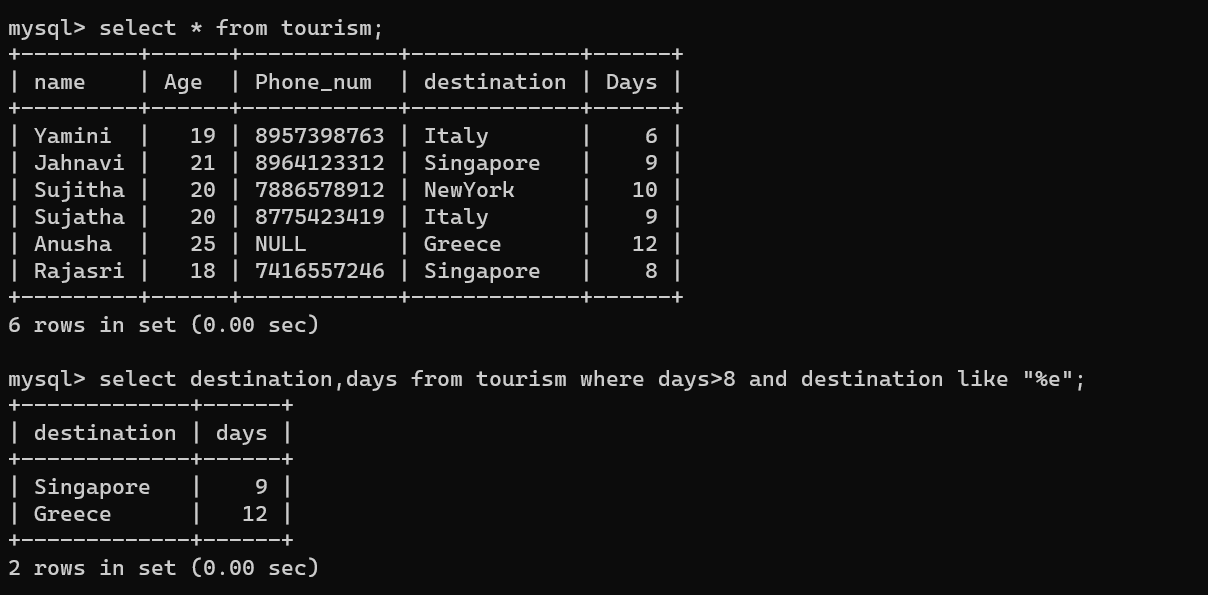 mysql> select * from tourism;
+---------+------+------------+-------------+------+
| name    | Age  | Phone_num  | destination | Days |
+---------+------+------------+-------------+------+
| Yamini  |   19 | 8957398763 | Italy       |    6 |
| Jahnavi |   21 | 8964123312 | Singapore   |    9 |
| Sujitha |   20 | 7886578912 | NewYork     |   10 |
| Sujatha |   20 | 8775423419 | Italy       |    9 |
| Anusha  |   25 | NULL       | Greece      |   12 |
| Rajasri |   18 | 7416557246 | Singapore   |    8 |
+---------+------+------------+-------------+------+
6 rows in set (0.00 sec)

mysql> select destination,days from tourism where days>8 and destination like "%e";
+-------------+------+
| destination | days |
+-------------+------+
| Singapore   |    9 |
| Greece      |   12 |
+-------------+------+
2 rows in set (0.00 sec)